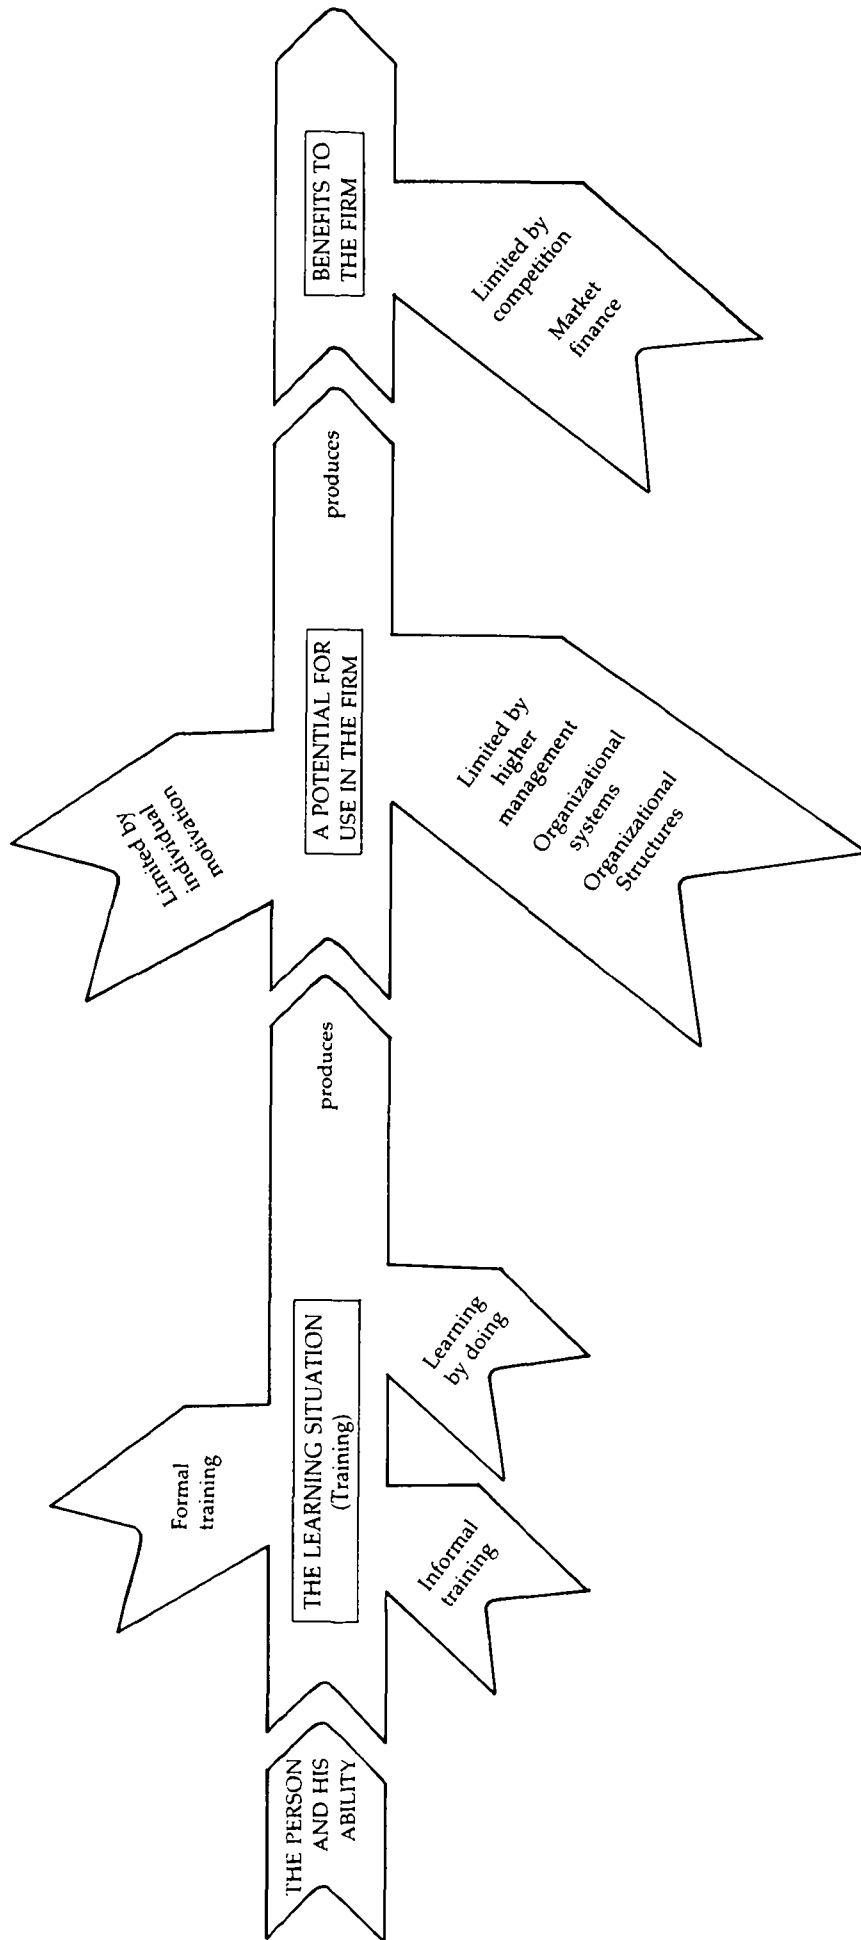 THE PERSON
AND HIS
ABILITY
Formal
training
THE LEARNING SITUATION
(Training)
Informal
training
Learning
by doing
produces
Limited by
individual
motivation
A POTENTIAL FOR
USE IN THE FIRM
Limited by
higher
management
Organizational
systems
Organizational
Structures
produces
BENEFITS TO
THE FIRM
Limited by
competition
Market
finance